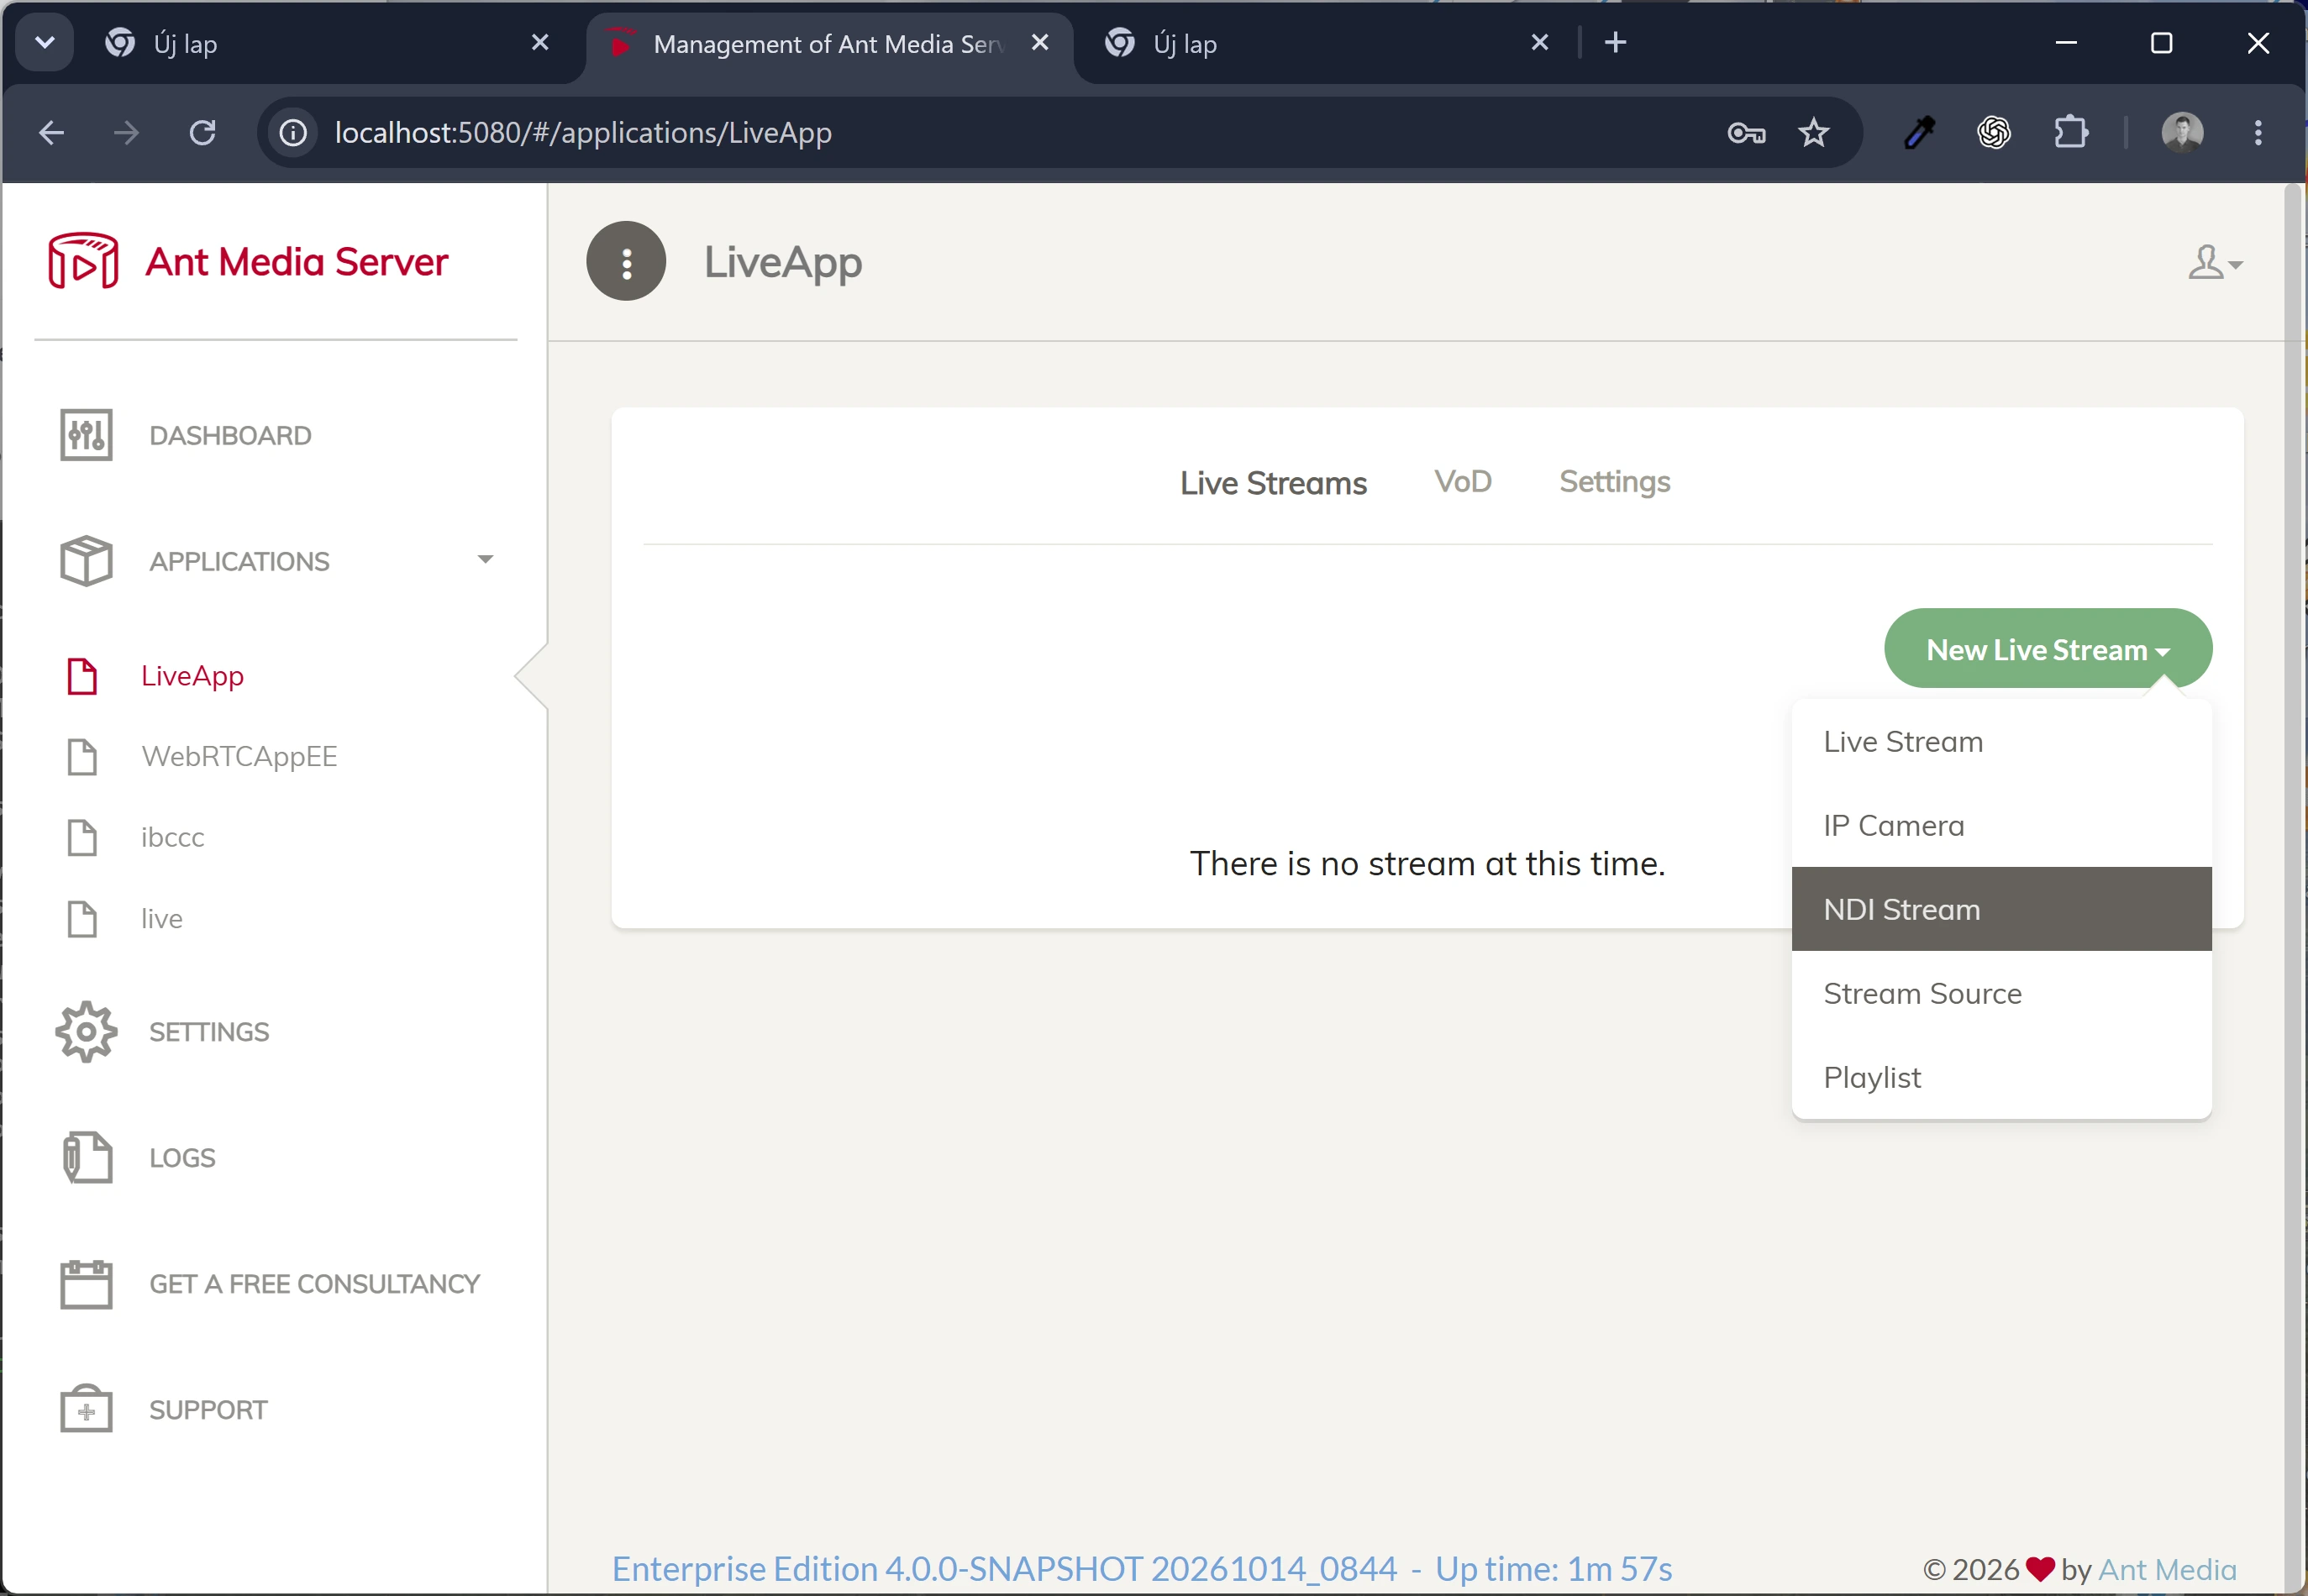 Új lap
Management of Ant Media Serv
Új lap
localhost:5080/#/applications/LiveApp
Ant Media Server
LiveApp
DASHBOARD
APPLICATIONS
LiveApp
WebRTCAppEE
ibccc
live
SETTINGS
LOGS
GET A FREE CONSULTANCY
SUPPORT
Live Streams VoD Settings
New Live Stream
Live Stream
IP Camera
NDI Stream
Stream Source
Playlist
There is no stream at this time.
Enterprise Edition 4.0.0-SNAPSHOT 20261014_0844 - Up time: 1m 57s
© 2026 ❤ by Ant Media